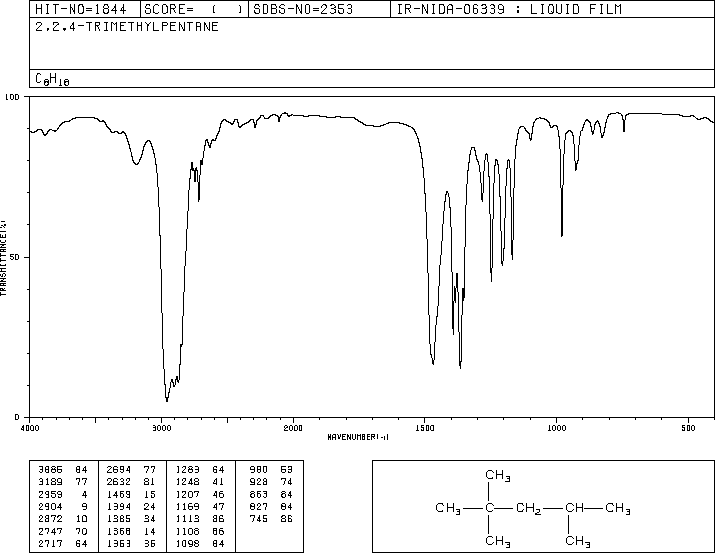 HIT-NO=1844 SCORE= ( ) SDBS-NO=2353 IR-NIDA-06339 : LIQUID FILM
2,2,4-TRIMETHYLPENTANE
C8H18
100
50
0
TRANSMITTANCE(%)
4000 3000 2000 1500 1000 500
WAVENUMBER(-1)
3885 84 2694 77 1283 64 980 53
3189 77 2632 81 1248 41 928 74
2959 4 1469 15 1207 46 863 84
2904 9 1394 24 1169 47 827 84
2872 10 1385 34 1113 86 745 86
2747 70 1368 14 1106 86
2717 64 1353 36 1098 84
CH3
CH3 C CH2 CH CH3
CH3 CH3